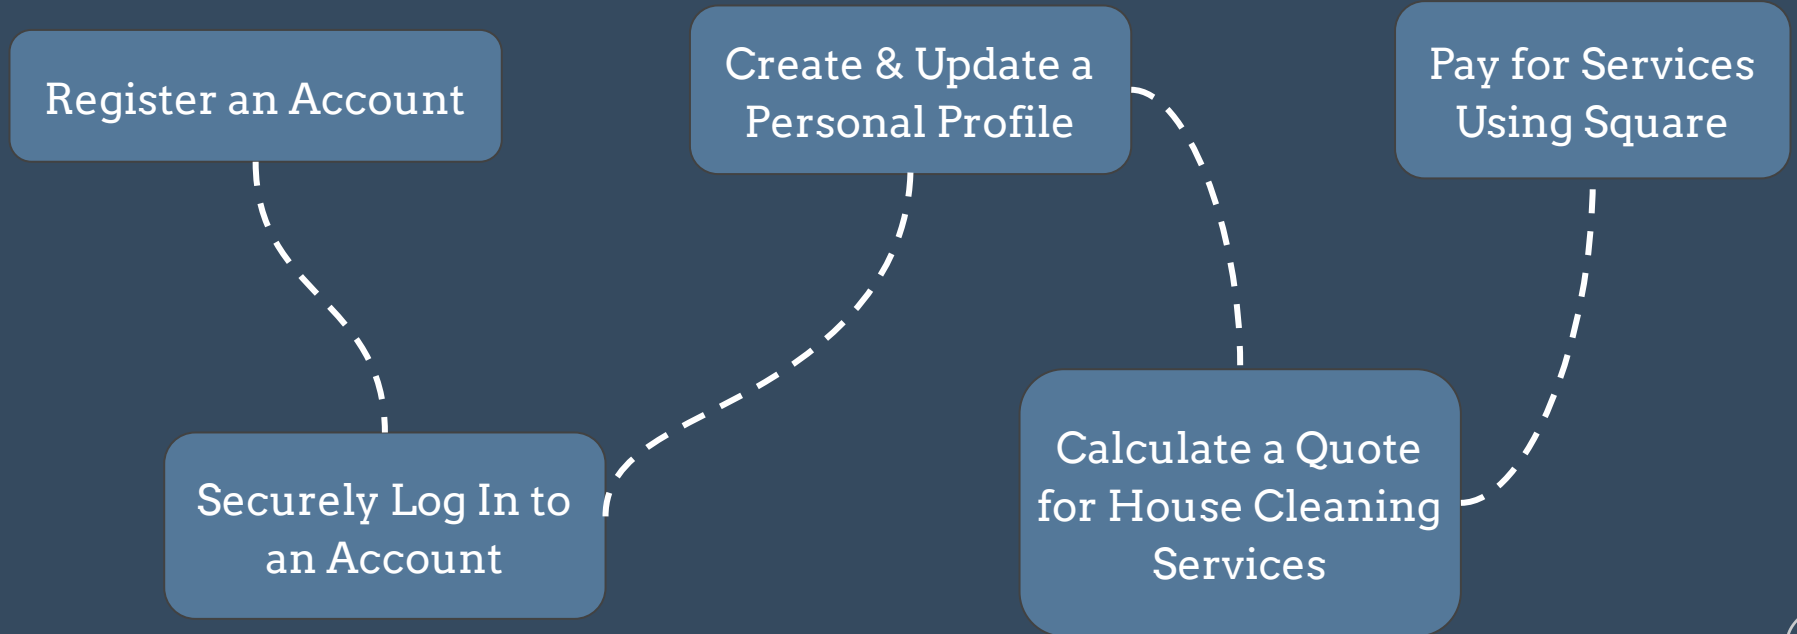 Register an Account
Securely Log In to
an Account
Create & Update a
Personal Profile
Calculate a Quote
for House Cleaning
Services
Pay for Services
Using Square